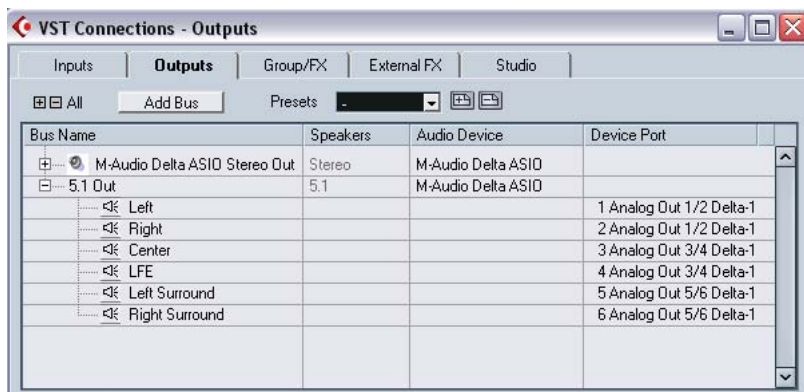 VST Connections - Outputs
Inputs Outputs Group/FX External FX Studio
All Add Bus Presets -
Bus Name Speakers Audio Device Device Port
M-Audio Delta ASIO Stereo Out Stereo M-Audio Delta ASIO
5.1 Out 5.1 M-Audio Delta ASIO
Left 1 Analog Out 1/2 Delta-1
Right 2 Analog Out 1/2 Delta-1
Center 3 Analog Out 3/4 Delta-1
LFE 4 Analog Out 3/4 Delta-1
Left Surround 5 Analog Out 5/6 Delta-1
Right Surround 6 Analog Out 5/6 Delta-1